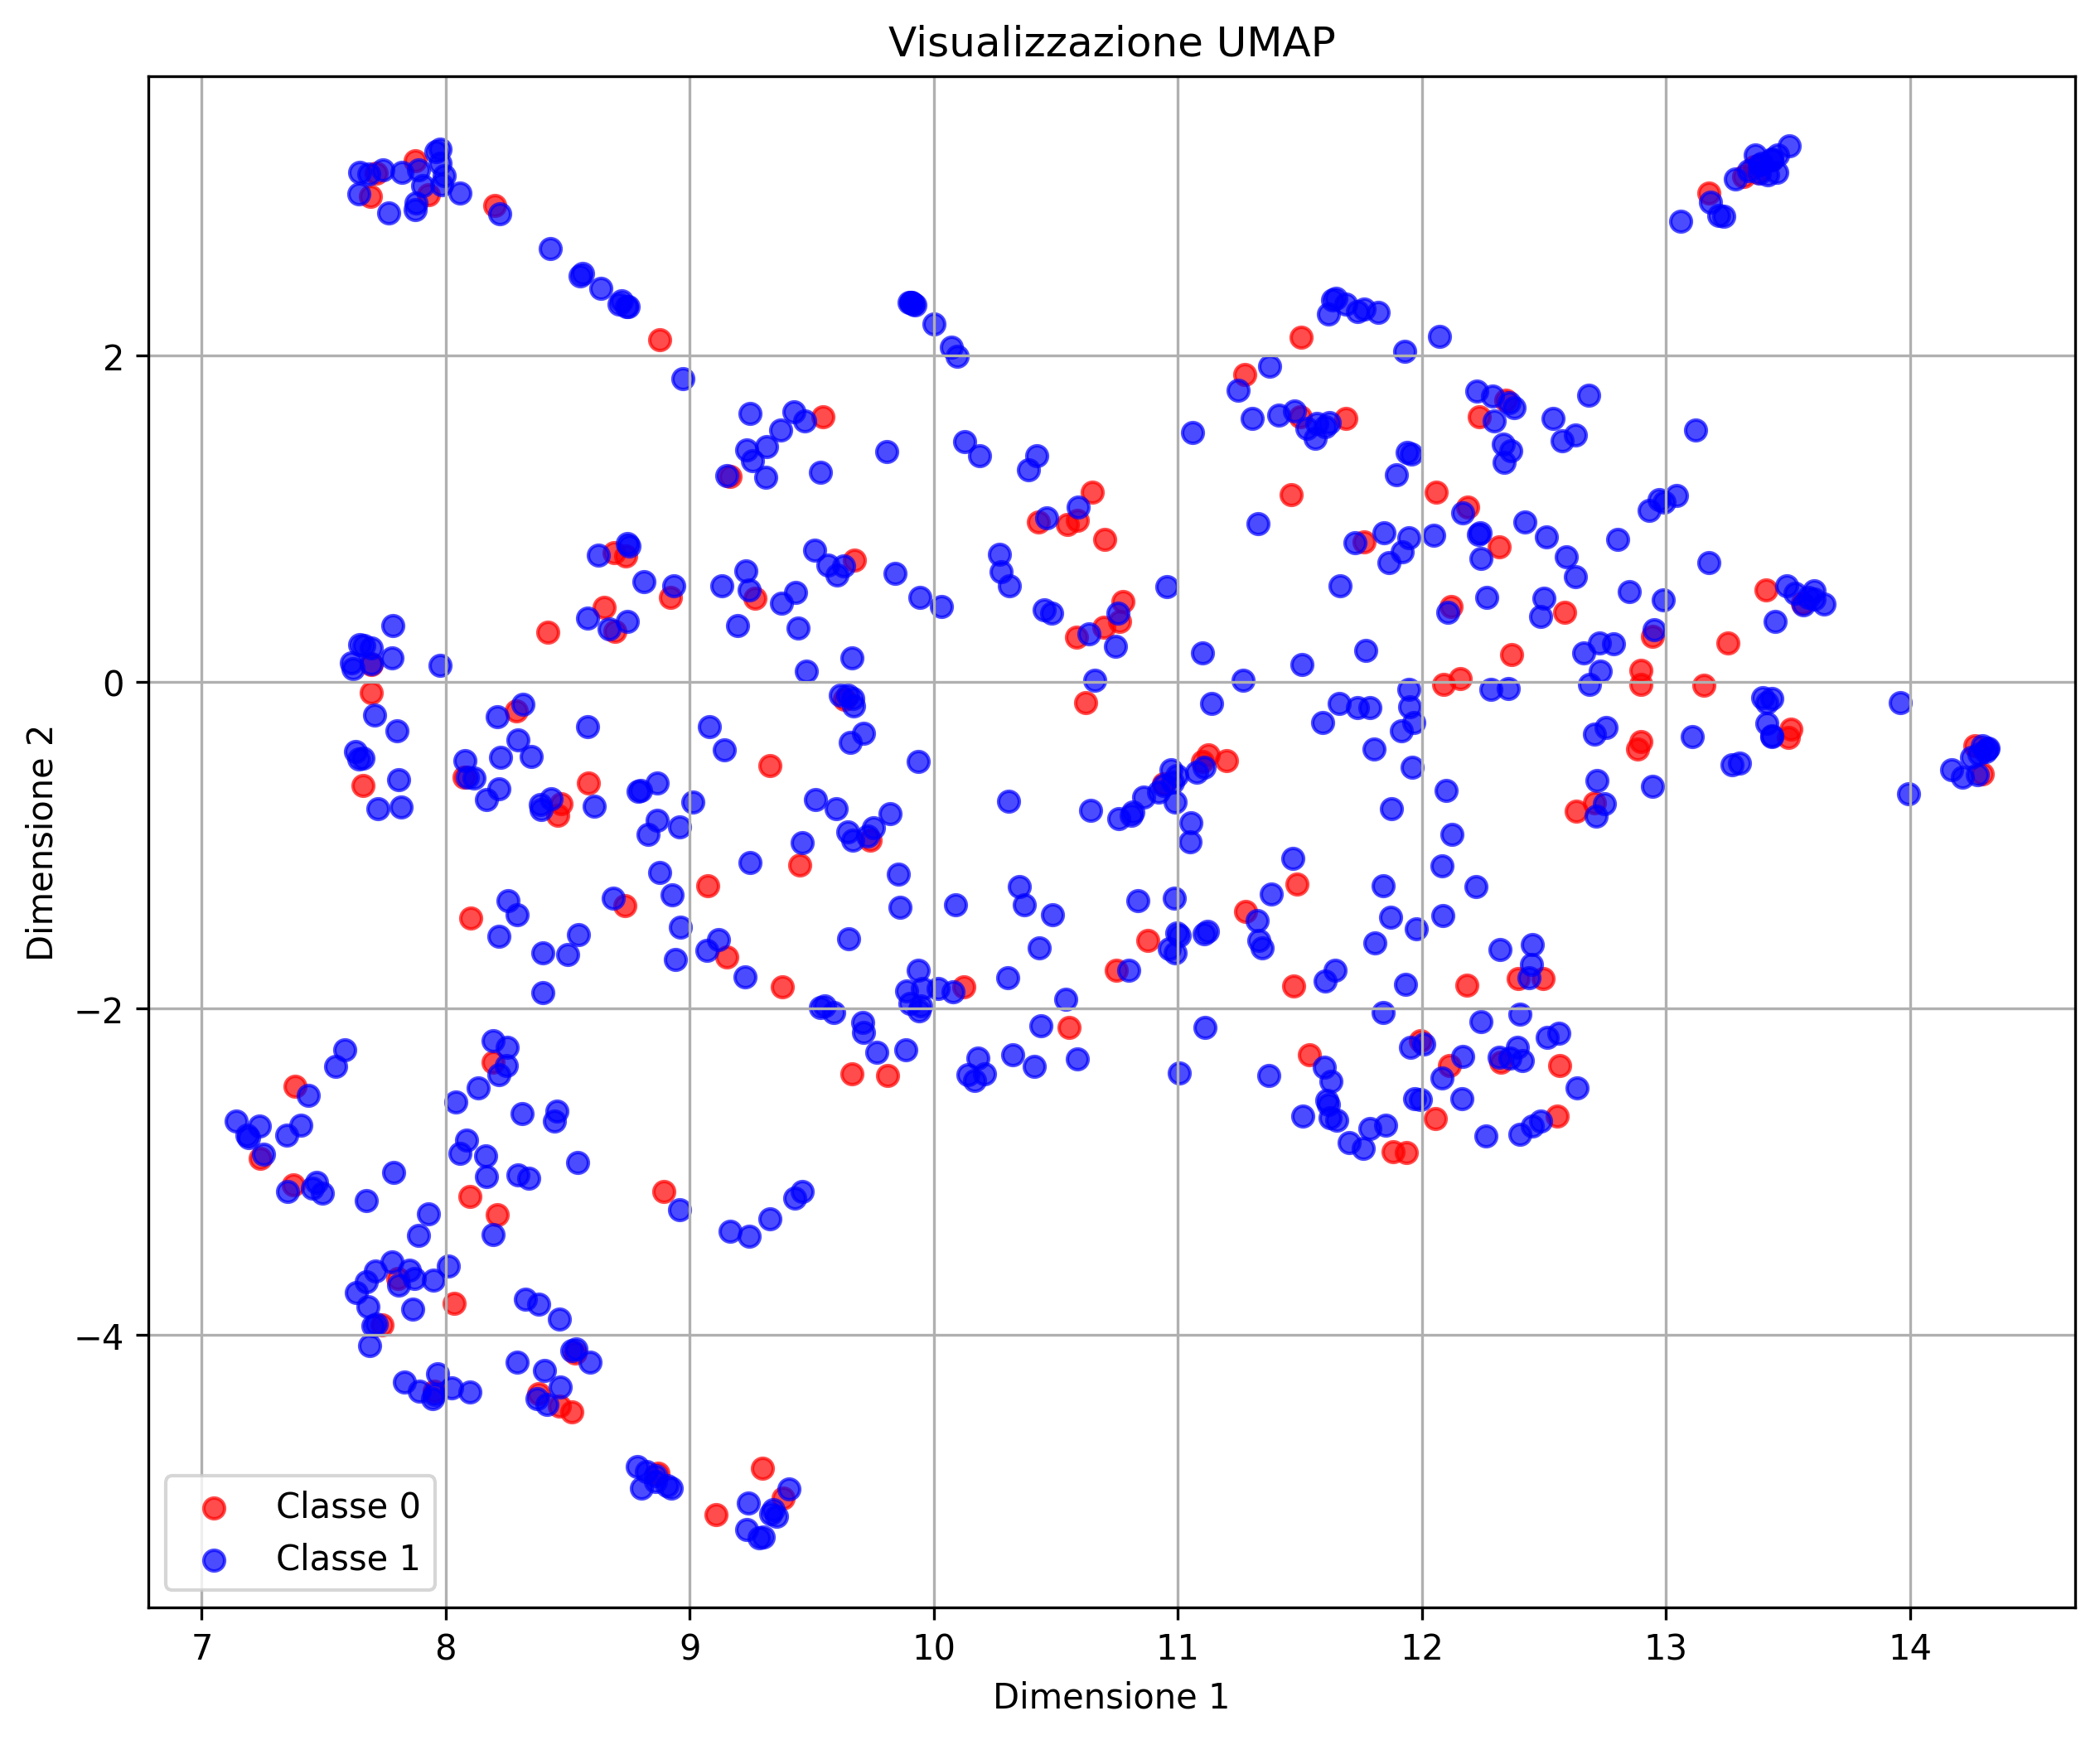 Visualizzazione UMAP
Dimensione 2
2
0
−2
−4
Classe 0
Classe 1
7 8 9 10 11 12 13 14
Dimensione 1